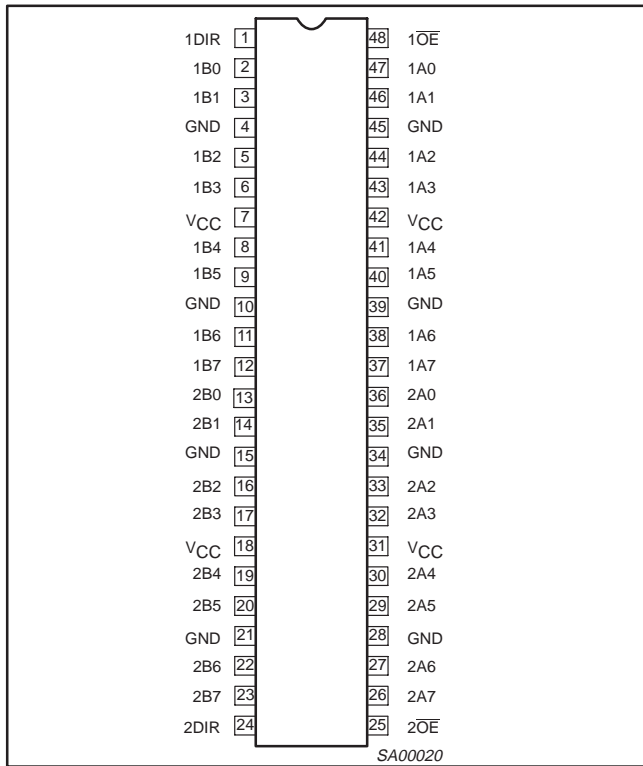 1DIR 1 48 1O̅E̅
1B0 2 47 1A0
1B1 3 46 1A1
GND 4 45 GND
1B2 5 44 1A2
1B3 6 43 1A3
VCC 7 42 VCC
1B4 8 41 1A4
1B5 9 40 1A5
GND 10 39 GND
1B6 11 38 1A6
1B7 12 37 1A7
2B0 13 36 2A0
2B1 14 35 2A1
GND 15 34 GND
2B2 16 33 2A2
2B3 17 32 2A3
VCC 18 31 VCC
2B4 19 30 2A4
2B5 20 29 2A5
GND 21 28 GND
2B6 22 27 2A6
2B7 23 26 2A7
2DIR 24 25 2O̅E̅
SA00020